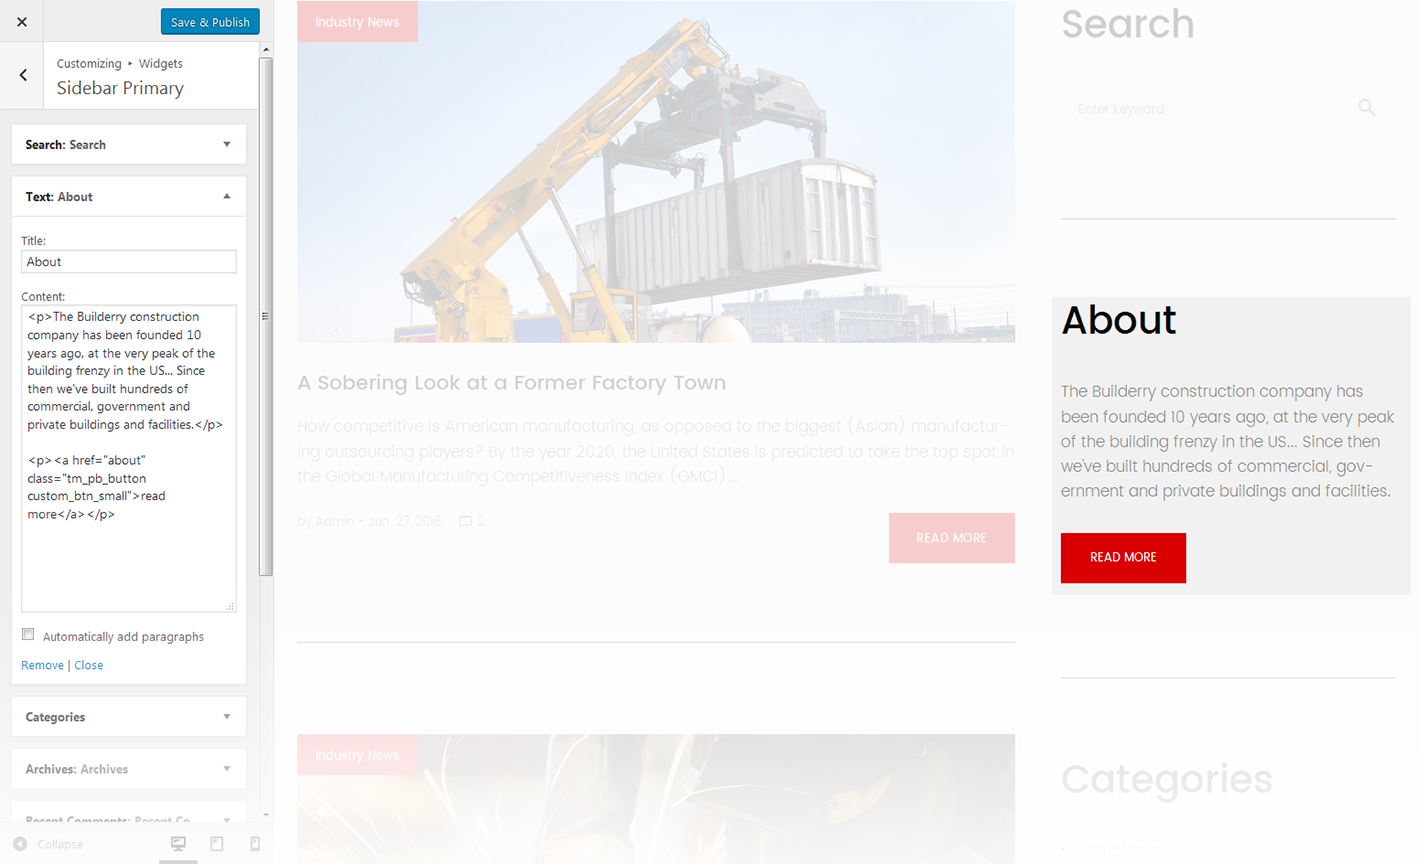 Save & Publish
Customizing ▸ Widgets
Sidebar Primary
Search: Search
Text: About
Title:
About
Content:
<p>The Builderry construction
company has been founded 10
years ago, at the very peak of the
building frenzy in the US... Since
then we've built hundreds of
commercial, government and
private buildings and facilities.</p>
<p><a href="about"
class="tm_pb_button
custom_btn_small">read
more</a></p>
Automatically add paragraphs
Remove | Close
Categories
Archives: Archives
Recent Comments: Recent Co...
Collapse
Industry News
A Sobering Look at a Former Factory Town
How competitive is American manufacturing, as opposed to the biggest (Asian) manufactur-
ing outsourcing players? By the year 2020, the United States is predicted to take the top spot in
the Global Manufacturing Competitiveness Index (GMCI),...
by Admin - Jun. 27, 2016 2
READ MORE
Industry News
Search
Enter keyword
About
The Builderry construction company has
been founded 10 years ago, at the very peak
of the building frenzy in the US... Since then
we've built hundreds of commercial, gov-
ernment and private buildings and facilities.
READ MORE
Categories